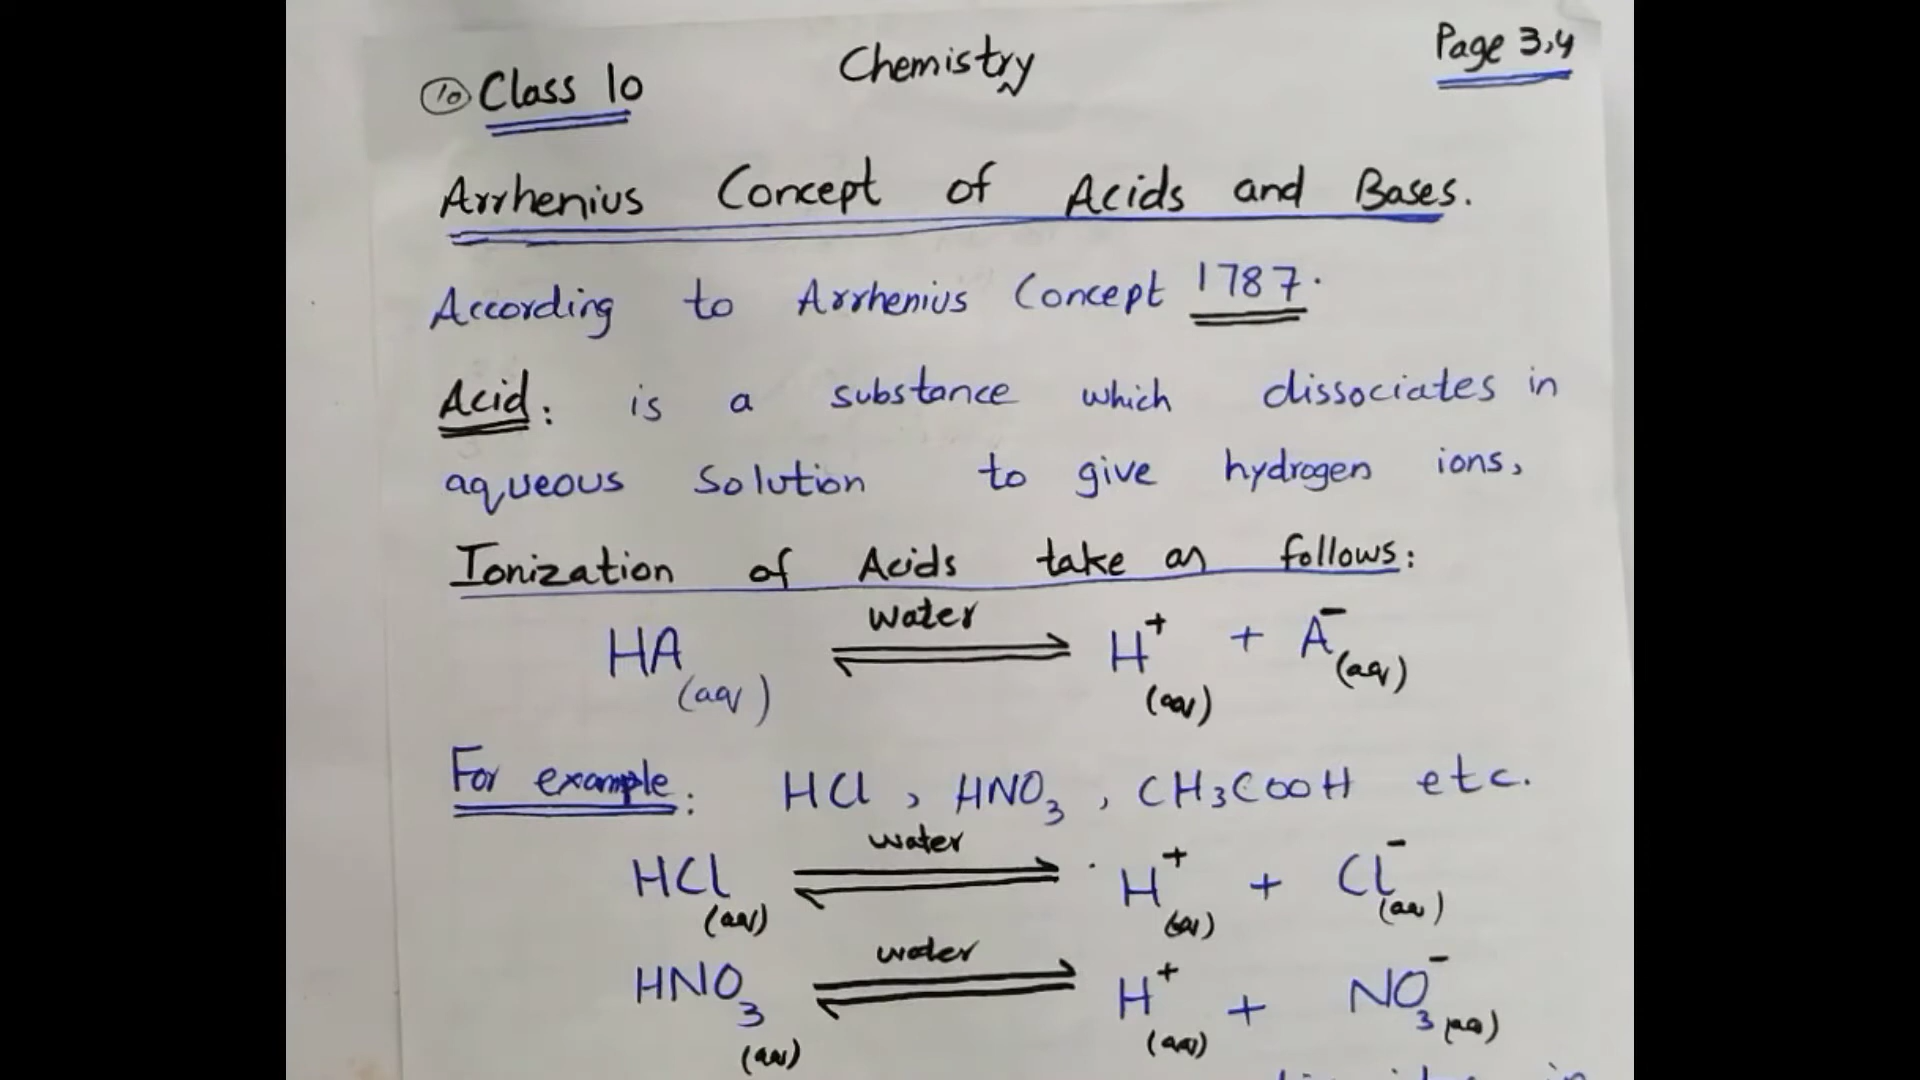 ⑩ Class 10 Chemistry Page 3,4
Arrhenius Concept of Acids and Bases.
According to Arrhenius Concept 1787.
Acid: is a substance which dissociates in
aqueous solution to give hydrogen ions,
Ionization of Acids take as follows:
HA(aq) ⇌ water H⁺(aq) + A⁻(aq)
For example: HCl, HNO₃, CH₃COOH etc.
HCl(aq) ⇌ water H⁺(aq) + Cl⁻(aq)
HNO₃(aq) ⇌ water H⁺(aq) + NO₃⁻(aq)
in